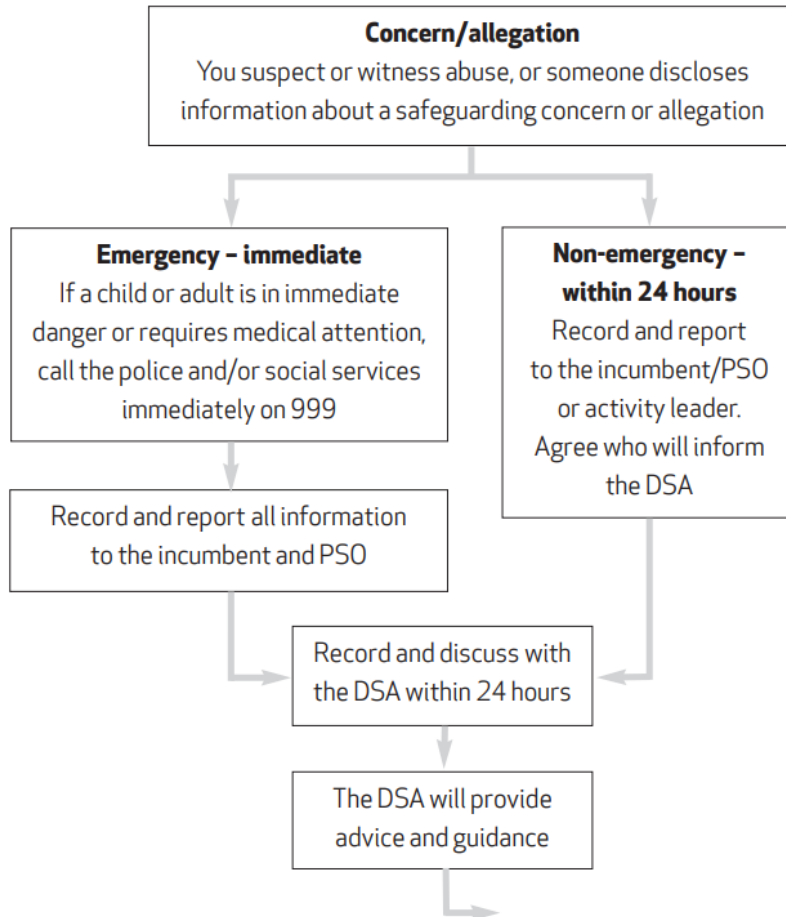 Concern/allegation
You suspect or witness abuse, or someone discloses
information about a safeguarding concern or allegation
Emergency – immediate
If a child or adult is in immediate
danger or requires medical attention,
call the police and/or social services
immediately on 999
Non-emergency –
within 24 hours
Record and report
to the incumbent/PSO
or activity leader.
Agree who will inform
the DSA
Record and report all information
to the incumbent and PSO
Record and discuss with
the DSA within 24 hours
The DSA will provide
advice and guidance